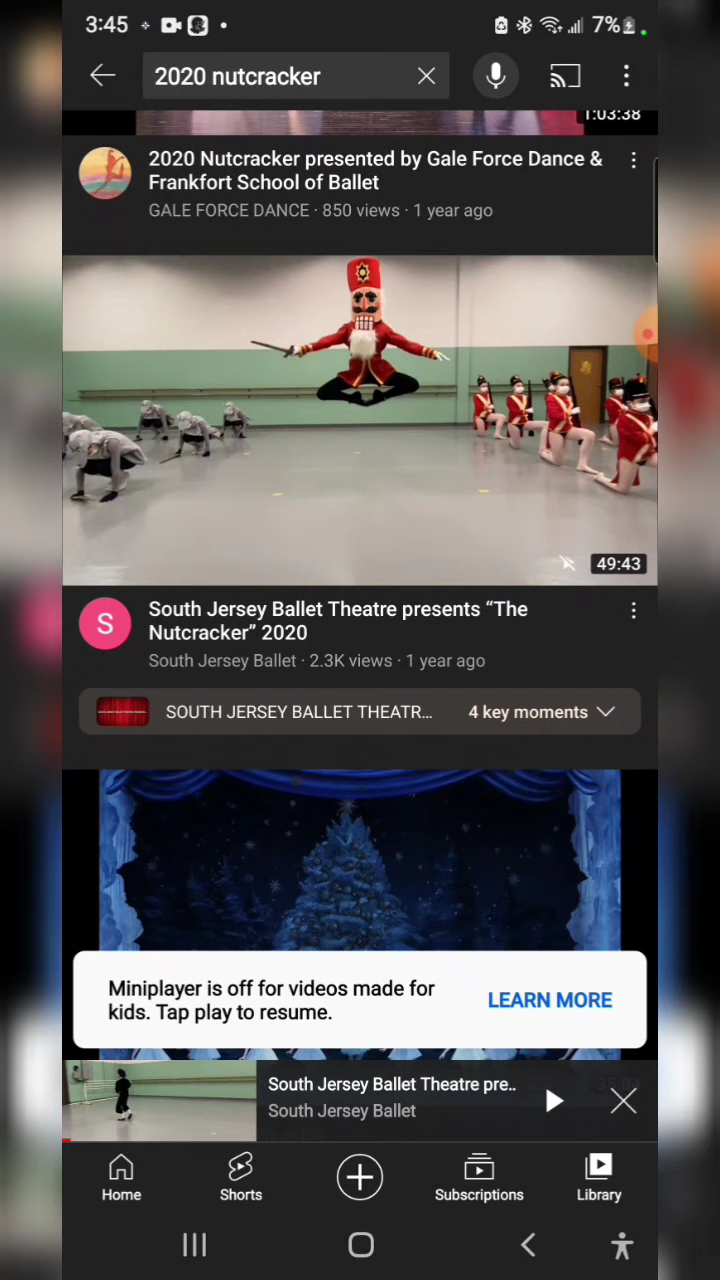 3:45
7%
2020 nutcracker
1:03:38
2020 Nutcracker presented by Gale Force Dance &
Frankfort School of Ballet
GALE FORCE DANCE · 850 views · 1 year ago
49:43
S
South Jersey Ballet Theatre presents “The
Nutcracker” 2020
South Jersey Ballet · 2.3K views · 1 year ago
SOUTH JERSEY BALLET THEATR...
4 key moments
Miniplayer is off for videos made for
kids. Tap play to resume.
LEARN MORE
South Jersey Ballet Theatre pre..
South Jersey Ballet
Home
Shorts
Subscriptions
Library